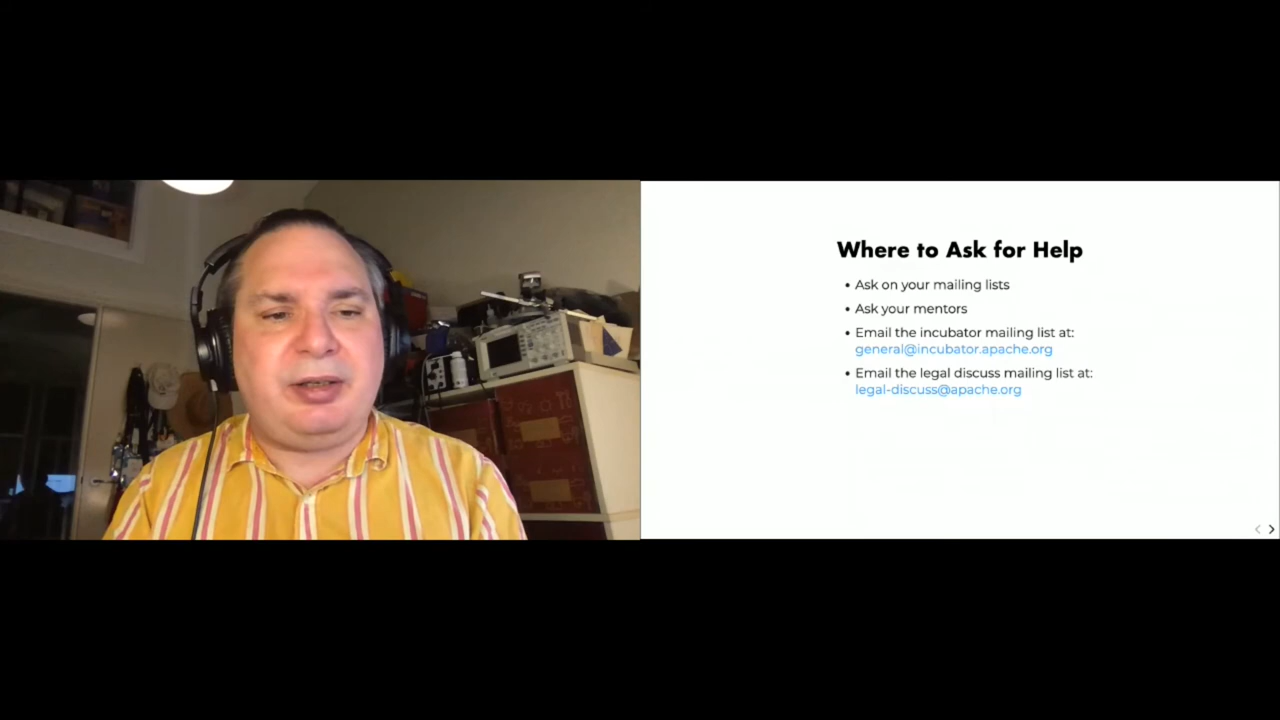 Where to Ask for Help
• Ask on your mailing lists
• Ask your mentors
• Email the incubator mailing list at:
general@incubator.apache.org
• Email the legal discuss mailing list at:
legal-discuss@apache.org